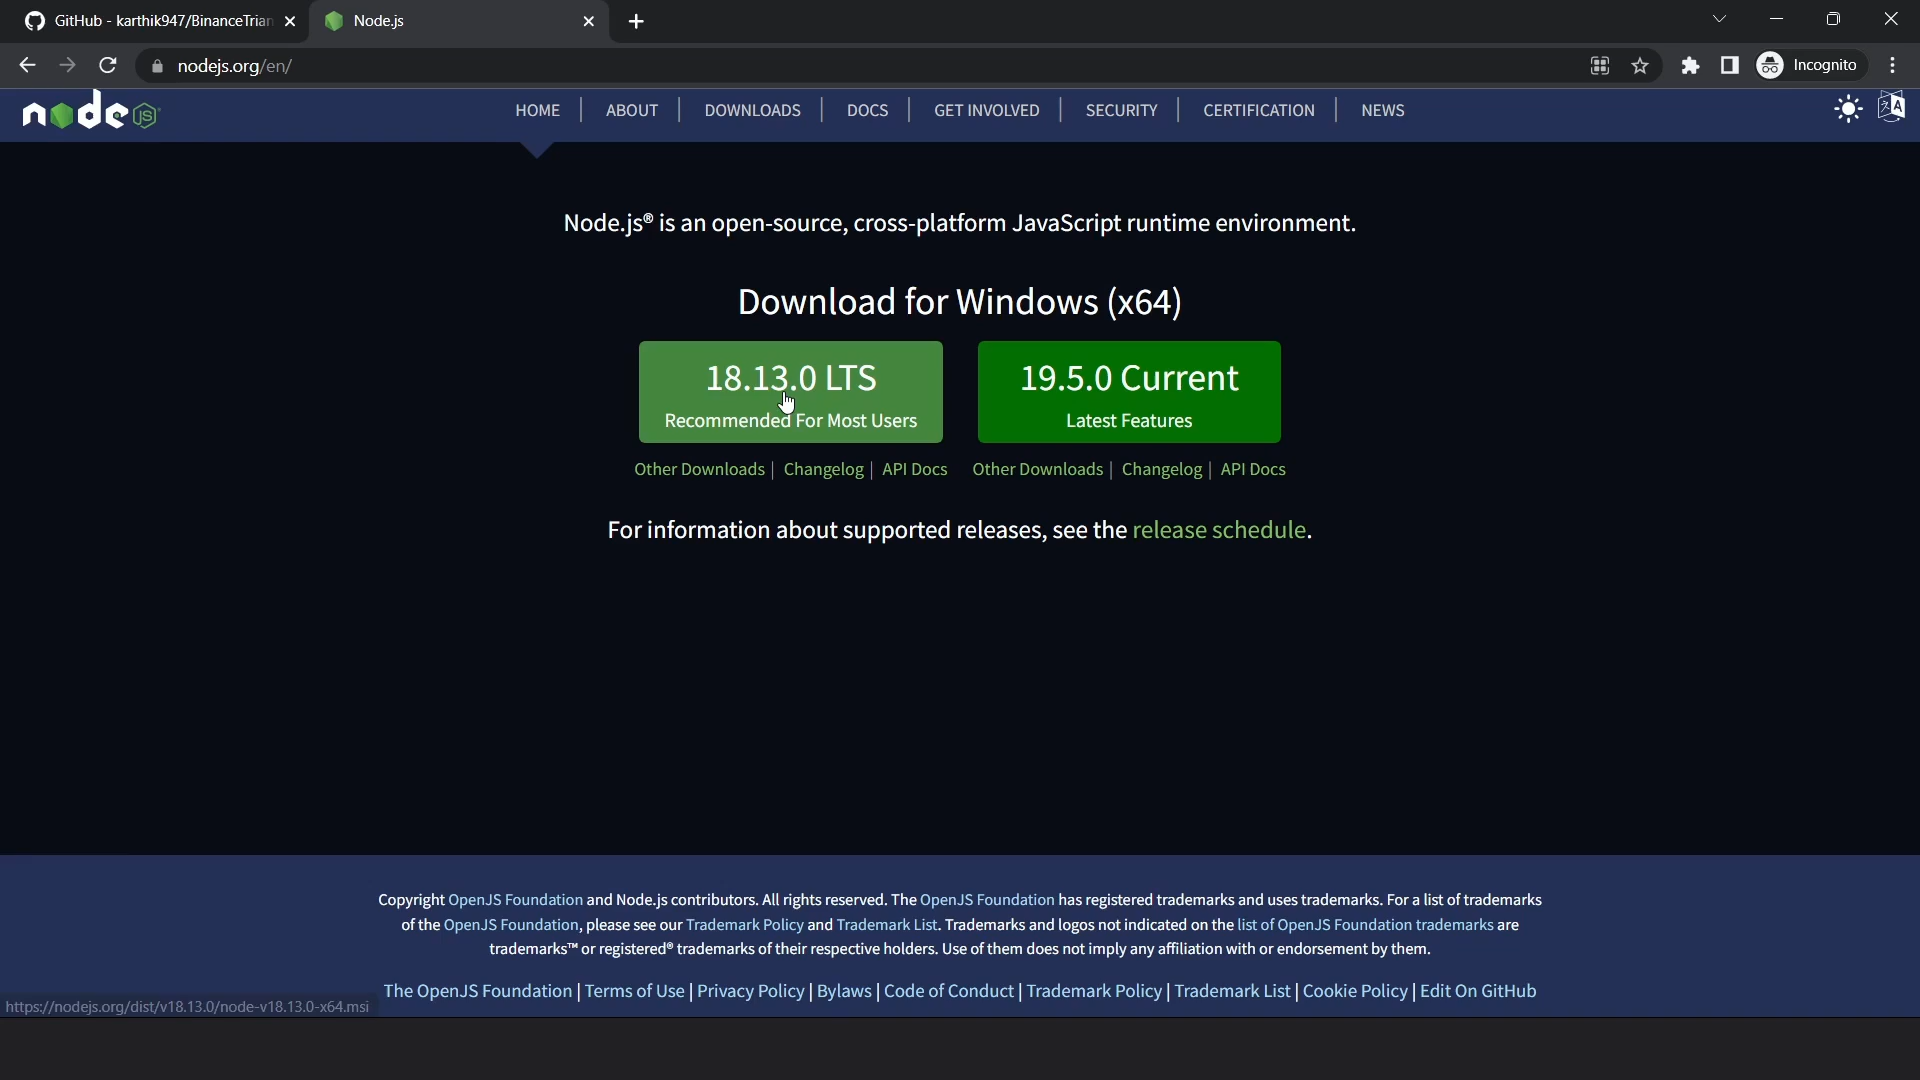 GitHub - karthik947/BinanceTrian
Node.js
nodejs.org/en/
Incognito
node JS
HOME | ABOUT | DOWNLOADS | DOCS | GET INVOLVED | SECURITY | CERTIFICATION | NEWS
Node.js® is an open-source, cross-platform JavaScript runtime environment.
Download for Windows (x64)
18.13.0 LTS
Recommended For Most Users
19.5.0 Current
Latest Features
Other Downloads | Changelog | API Docs
Other Downloads | Changelog | API Docs
For information about supported releases, see the release schedule.
Copyright OpenJS Foundation and Node.js contributors. All rights reserved. The OpenJS Foundation has registered trademarks and uses trademarks. For a list of trademarks
of the OpenJS Foundation, please see our Trademark Policy and Trademark List. Trademarks and logos not indicated on the list of OpenJS Foundation trademarks are
trademarks™ or registered® trademarks of their respective holders. Use of them does not imply any affiliation with or endorsement by them.
The OpenJS Foundation | Terms of Use | Privacy Policy | Bylaws | Code of Conduct | Trademark Policy | Trademark List | Cookie Policy | Edit On GitHub
https://nodejs.org/dist/v18.13.0/node-v18.13.0-x64.msi